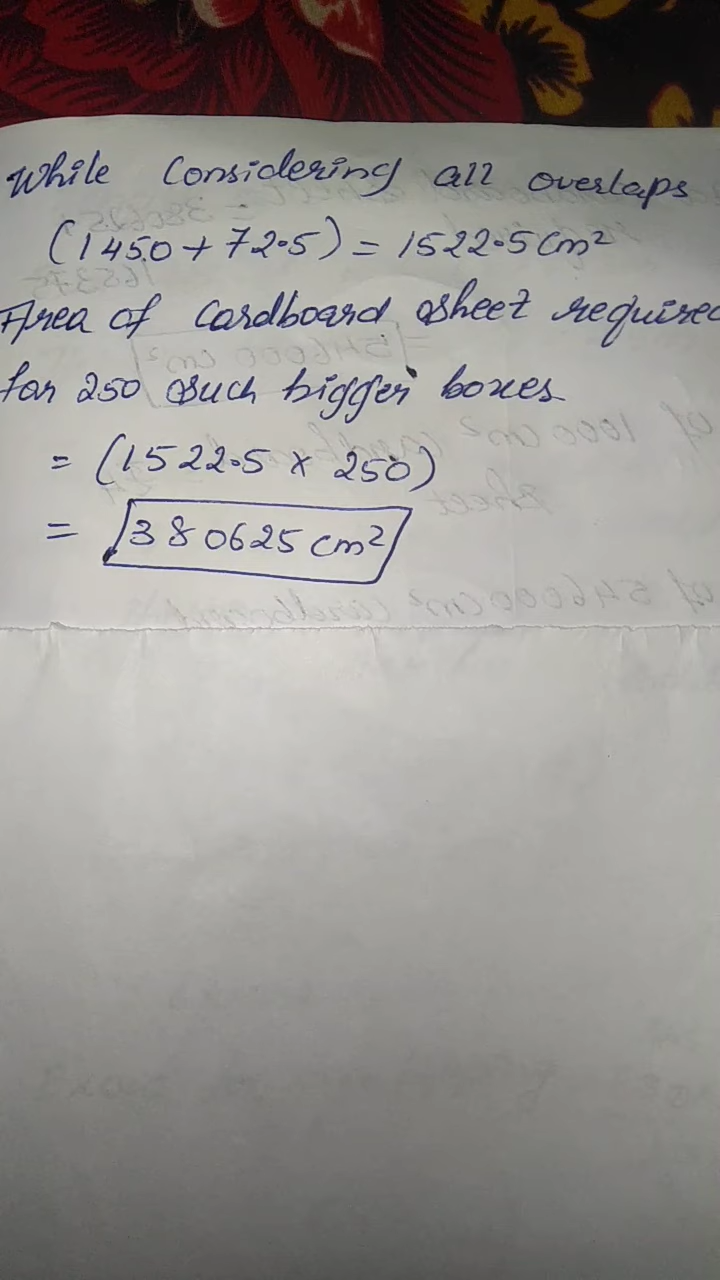 While Considering all overlaps
(1450 + 72.5) = 1522.5 cm²
Area of Cardboard sheet required
for 250 such bigger boxes
= (1522.5 x 250)
= 380625 cm²